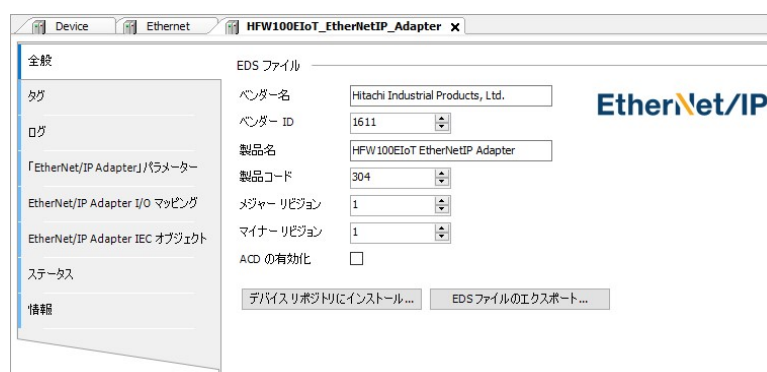 Device Ethernet HFW100EIoT_EtherNetIP_Adapter x
全般
タグ
ログ
「EtherNet/IP Adapter」パラメーター
EtherNet/IP Adapter I/O マッピング
EtherNet/IP Adapter IEC オブジェクト
ステータス
情報
EDS ファイル
ベンダー名 Hitachi Industrial Products, Ltd.
ベンダー ID 1611
製品名 HFW100EIoT EtherNetIP Adapter
製品コード 304
メジャー リビジョン 1
マイナー リビジョン 1
ACD の有効化
デバイス リポジトリにインストール... EDS ファイルのエクスポート...
EtherNet/IP